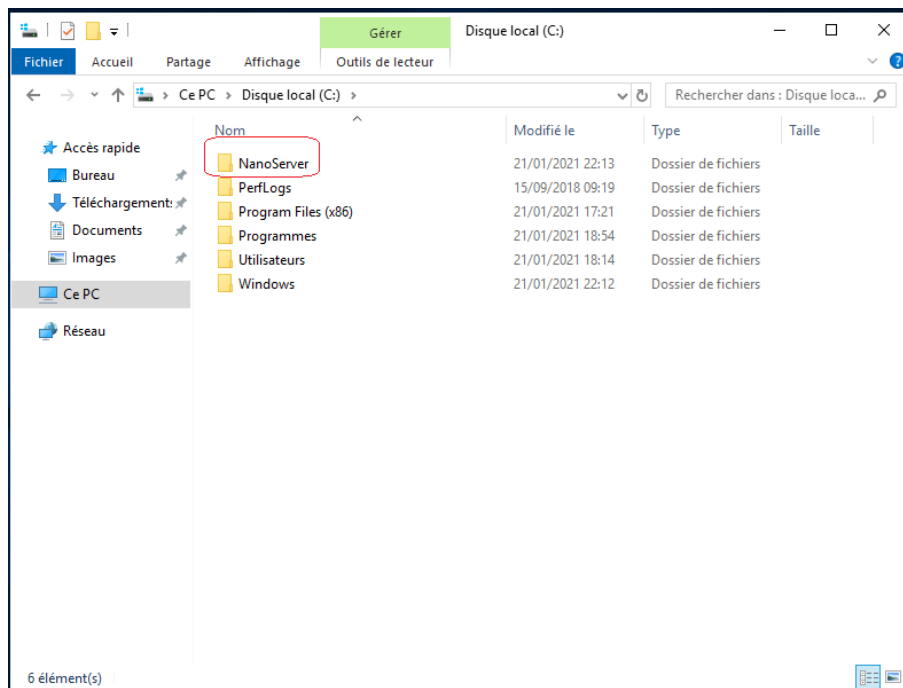 Gérer
Disque local (C:)
Fichier Accueil Partage Affichage Outils de lecteur
Ce PC Disque local (C:)
Rechercher dans : Disque loca...
Nom Modifié le Type Taille
Accès rapide
Bureau
Téléchargement:
Documents
Images
Ce PC
Réseau
NanoServer 21/01/2021 22:13 Dossier de fichiers
PerfLogs 15/09/2018 09:19 Dossier de fichiers
Program Files (x86) 21/01/2021 17:21 Dossier de fichiers
Programmes 21/01/2021 18:54 Dossier de fichiers
Utilisateurs 21/01/2021 18:14 Dossier de fichiers
Windows 21/01/2021 22:12 Dossier de fichiers
6 élément(s)